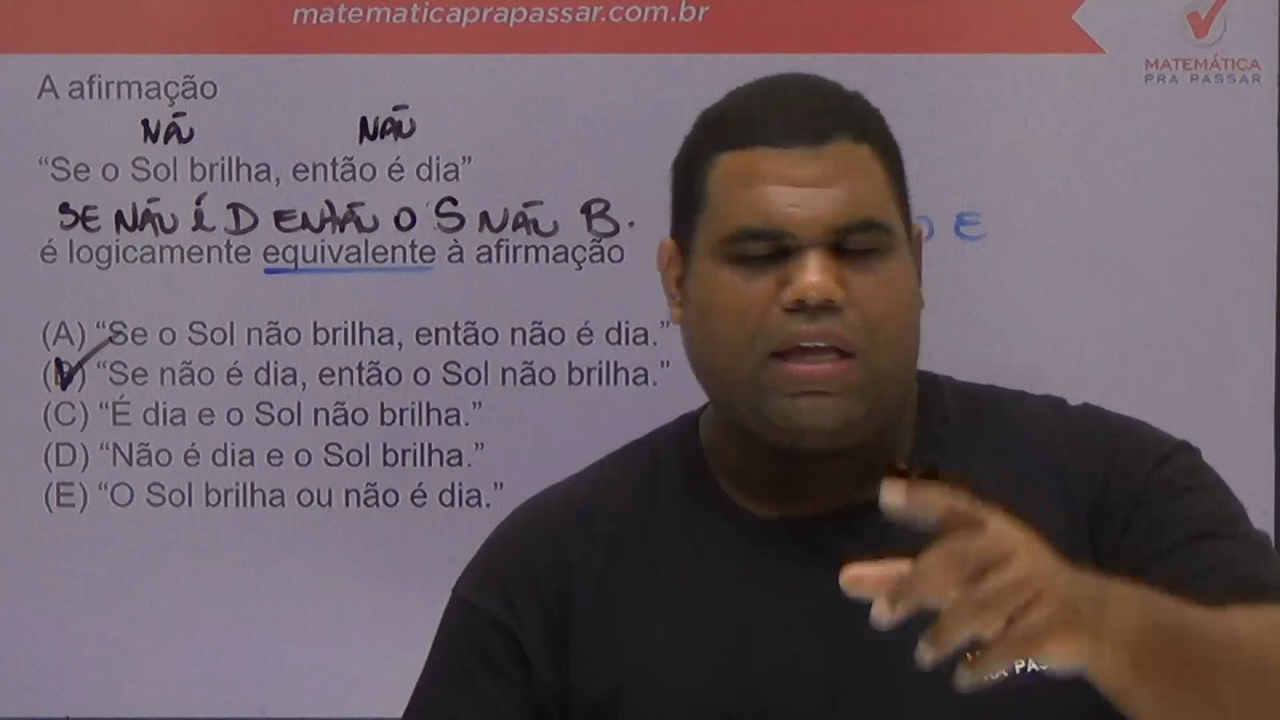 matematicaprapassar.com.br
MATEMÁTICA
PRA PASSAR
A afirmação
NÃO NÃO
“Se o Sol brilha, então é dia”
SE NÃO É D ENTÃO O S NÃO B.
E
é logicamente equivalente à afirmação
(A) “Se o Sol não brilha, então não é dia.”
(B) “Se não é dia, então o Sol não brilha.”
(C) “É dia e o Sol não brilha.”
(D) “Não é dia e o Sol brilha.”
(E) “O Sol brilha ou não é dia.”